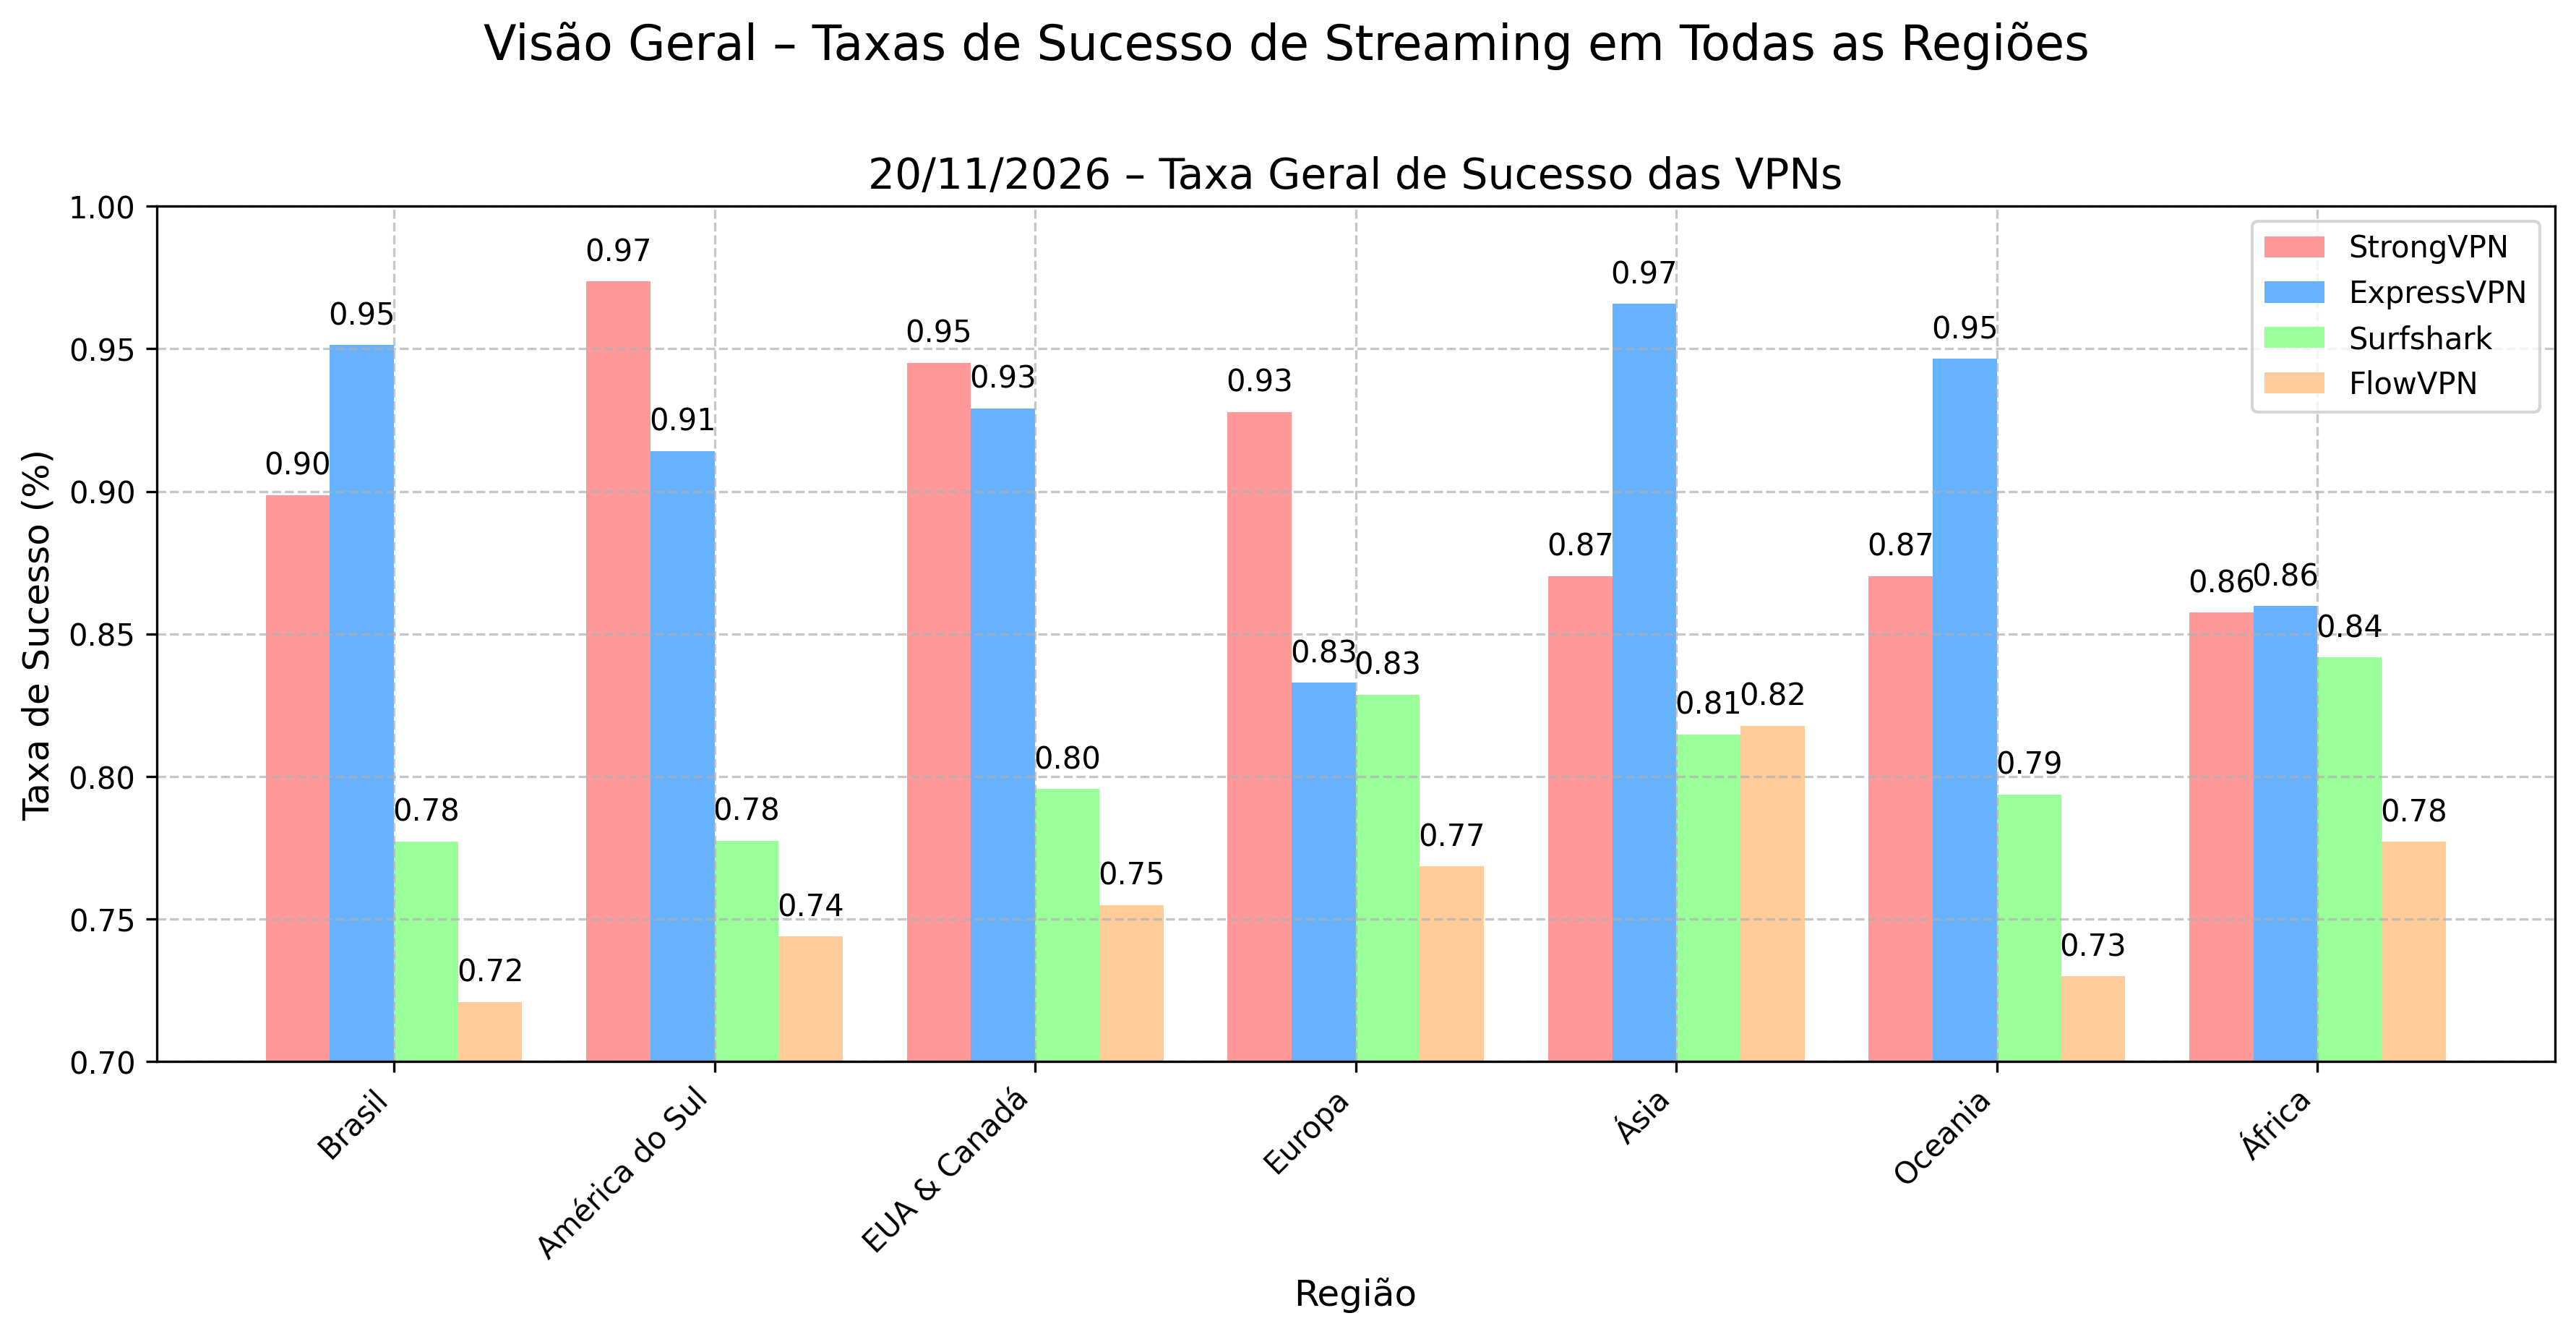 Visão Geral – Taxas de Sucesso de Streaming em Todas as Regiões
20/11/2026 – Taxa Geral de Sucesso das VPNs
Taxa de Sucesso (%)
1.00
0.95
0.90
0.85
0.80
0.75
0.70
StrongVPN
ExpressVPN
Surfshark
FlowVPN
0.90
0.95
0.78
0.72
0.97
0.91
0.78
0.74
0.95
0.93
0.80
0.75
0.93
0.83
0.83
0.77
0.87
0.97
0.81
0.82
0.87
0.95
0.79
0.73
0.86
0.86
0.84
0.78
Brasil
América do Sul
EUA & Canadá
Europa
Ásia
Oceania
África
Região